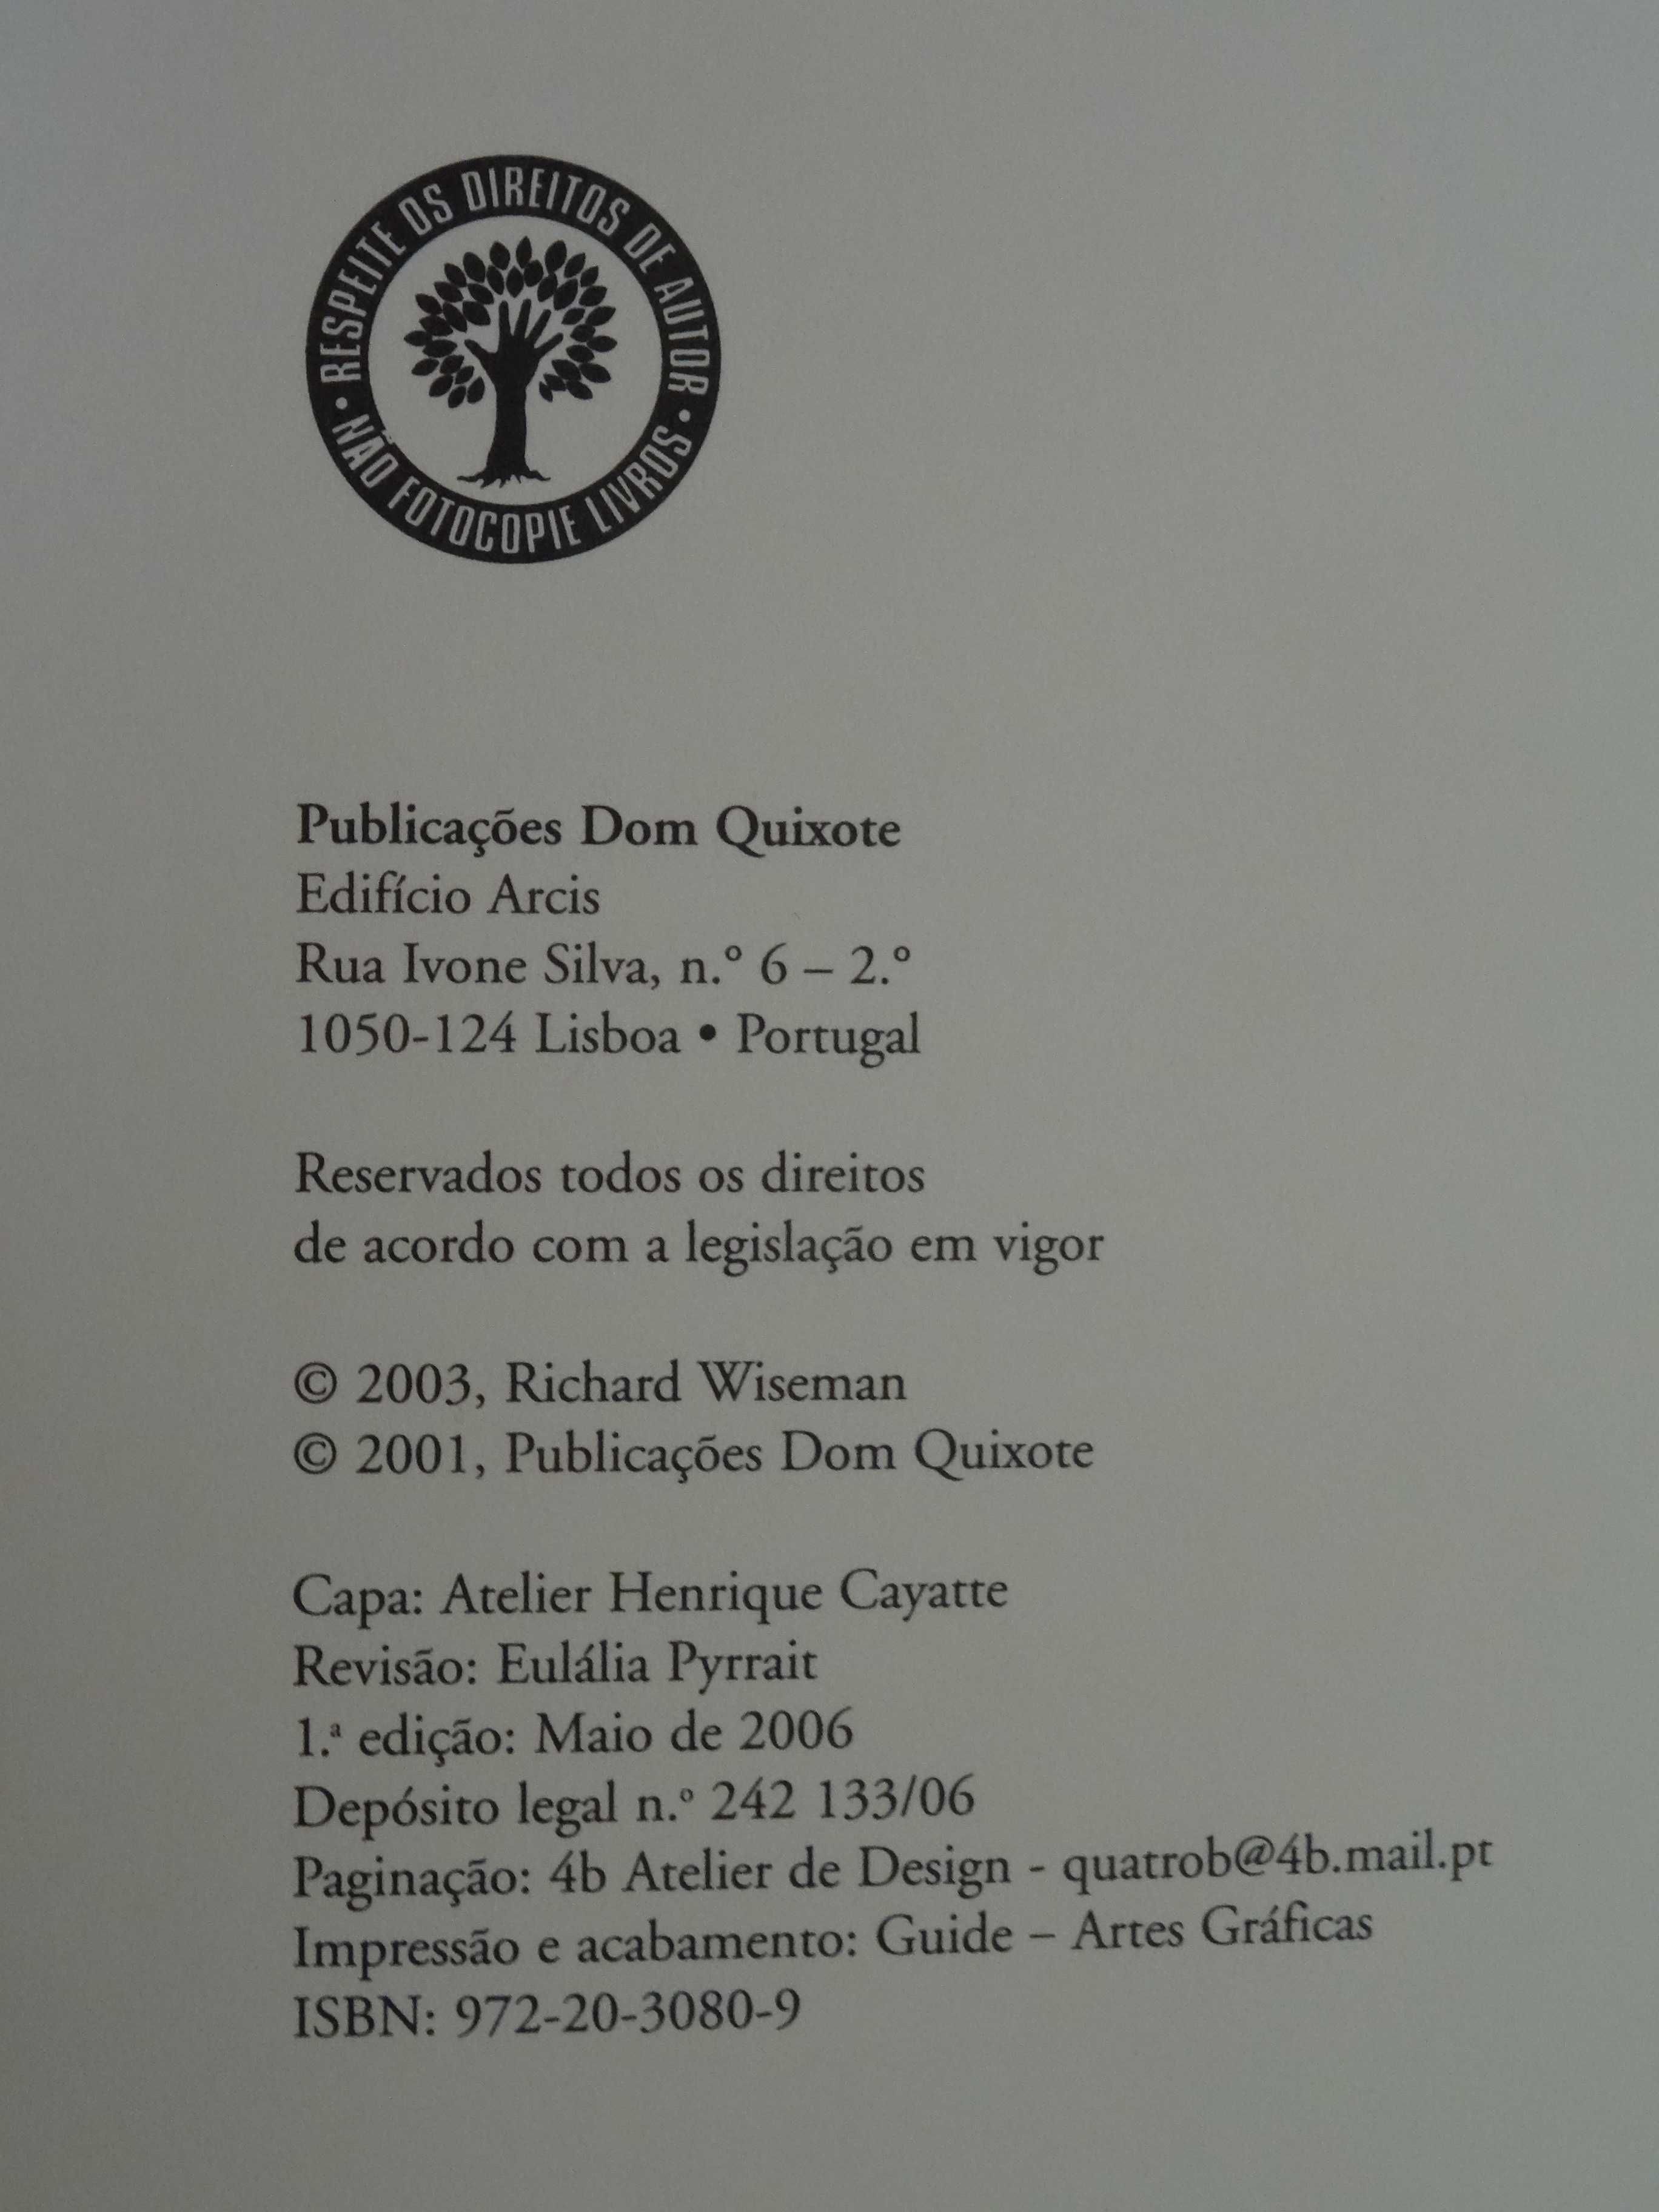 RESPEITE OS DIREITOS DE AUTOR
• NÃO FOTOCOPIE LIVROS •
Publicações Dom Quixote
Edifício Arcis
Rua Ivone Silva, n.º 6 – 2.º
1050-124 Lisboa • Portugal
Reservados todos os direitos
de acordo com a legislação em vigor
© 2003, Richard Wiseman
© 2001, Publicações Dom Quixote
Capa: Atelier Henrique Cayatte
Revisão: Eulália Pyrrait
1.ª edição: Maio de 2006
Depósito legal n.º 242 133/06
Paginação: 4b Atelier de Design - quatrob@4b.mail.pt
Impressão e acabamento: Guide – Artes Gráficas
ISBN: 972-20-3080-9